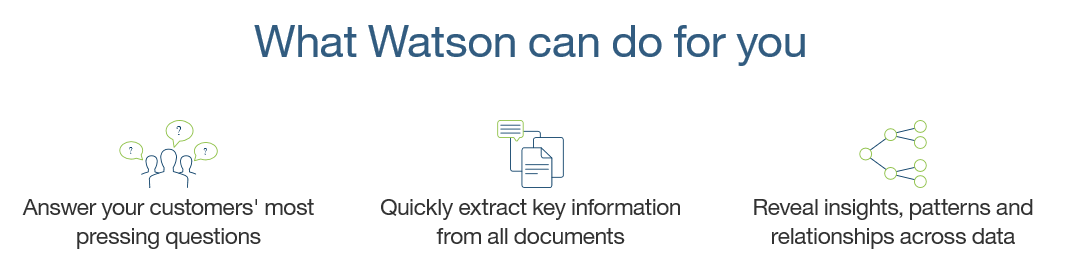 What Watson can do for you
?
?
?
Answer your customers' most
pressing questions
Quickly extract key information
from all documents
Reveal insights, patterns and
relationships across data